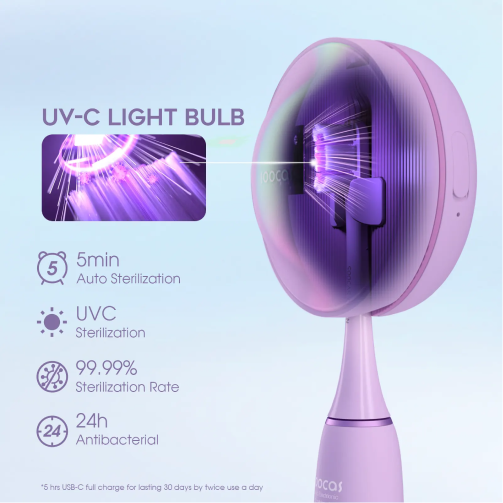 UV-C LIGHT BULB
5min
5
Auto Sterilization
UVC
Sterilization
99.99%
Sterilization Rate
24h
24
Antibacterial
*5 hrs USB-C full charge for lasting 30 days by twice use a day